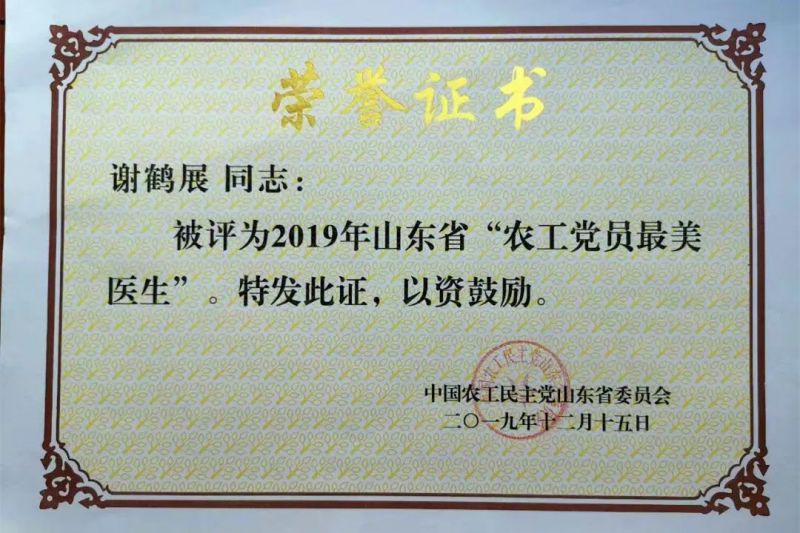 荣誉证书
谢鹤展 同志：
被评为2019年山东省“农工党员最美
医生”。特发此证，以资鼓励。
中国农工民主党山东省委员会
二〇一九年十二月十五日